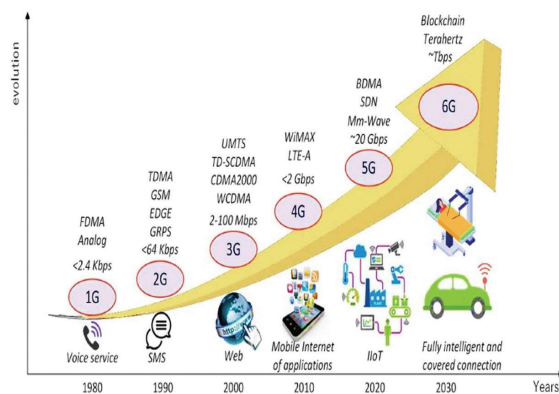 evolution
Blockchain
Terahertz
~Tbps
6G
BDMA
SDN
Mm-Wave
~20 Gbps
5G
WiMAX
LTE-A
<2 Gbps
4G
UMTS
TD-SCDMA
CDMA2000
WCDMA
2-100 Mbps
3G
TDMA
GSM
EDGE
GRPS
<64 Kbps
2G
FDMA
Analog
<2.4 Kbps
1G
http://
Voice service
SMS
Web
Mobile Internet
of applications
IIoT
Fully intelligent and
covered connection
1980
1990
2000
2010
2020
2030
Years